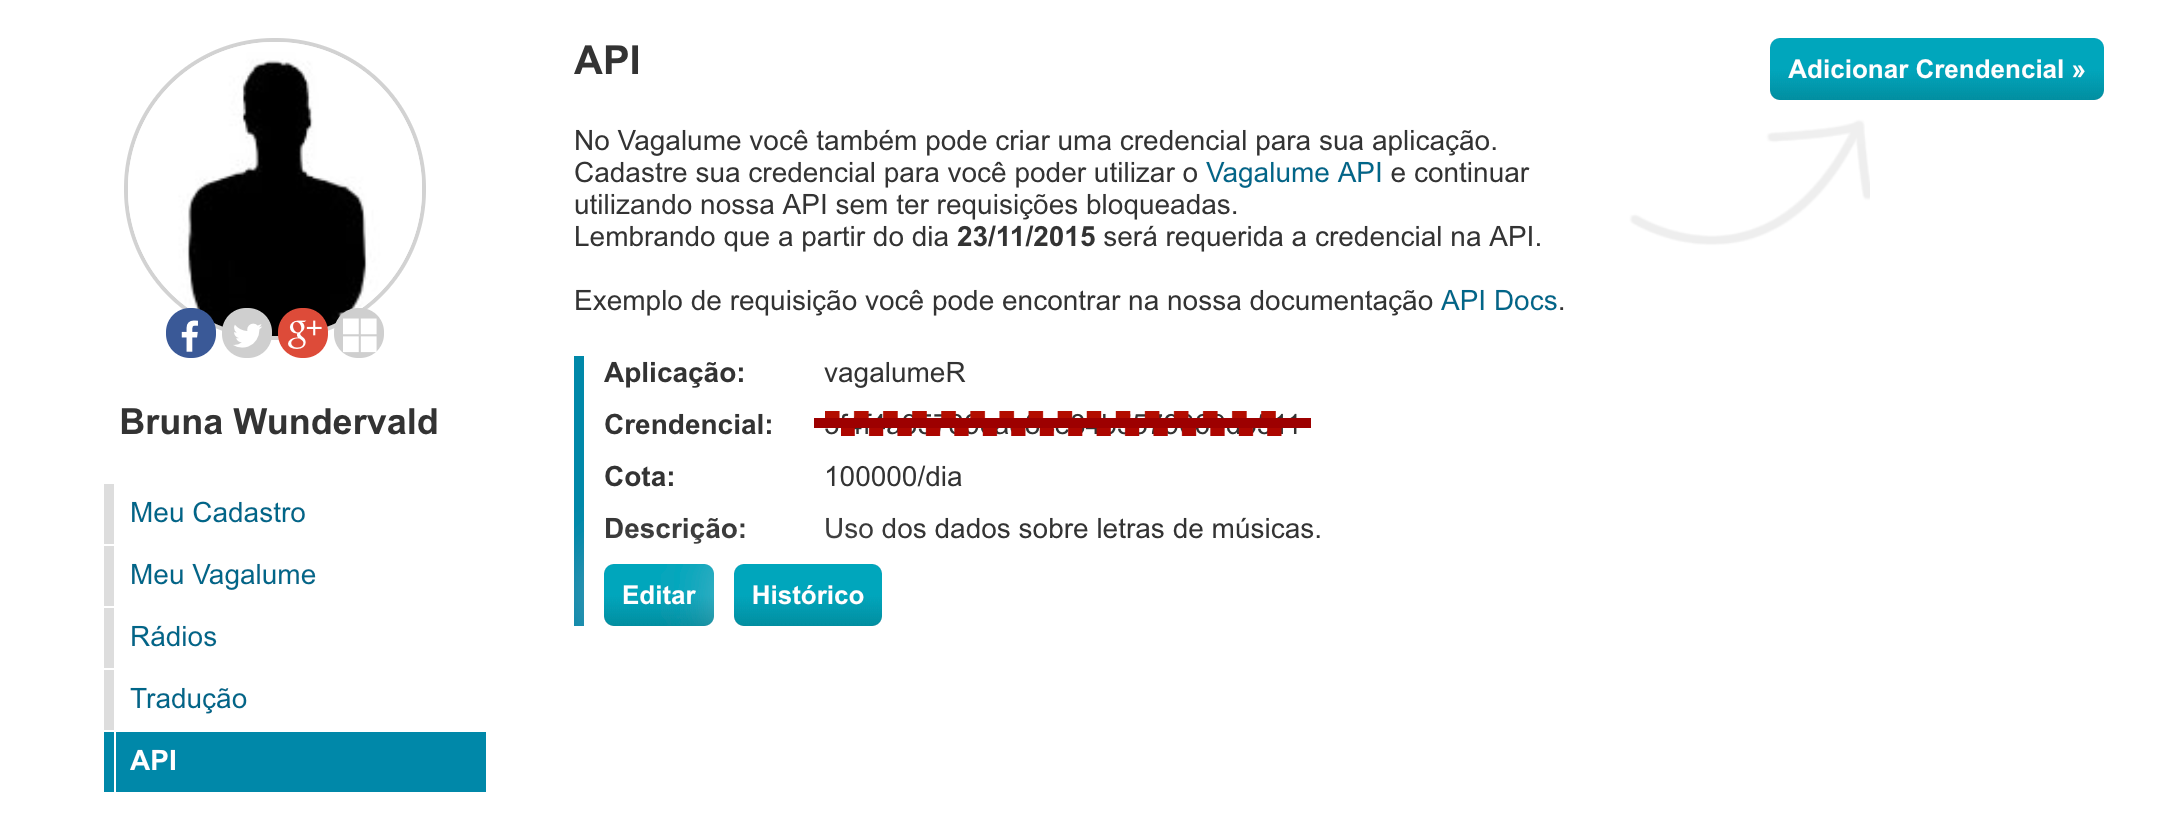 API
Adicionar Crendencial »
No Vagalume você também pode criar uma credencial para sua aplicação.
Cadastre sua credencial para você poder utilizar o Vagalume API e continuar
utilizando nossa API sem ter requisições bloqueadas.
Lembrando que a partir do dia 23/11/2015 será requerida a credencial na API.
Exemplo de requisição você pode encontrar na nossa documentação API Docs.
Aplicação: vagalumeR
Crendencial:
Cota: 100000/dia
Descrição: Uso dos dados sobre letras de músicas.
Editar Histórico
f g+
Bruna Wundervald
Meu Cadastro
Meu Vagalume
Rádios
Tradução
API